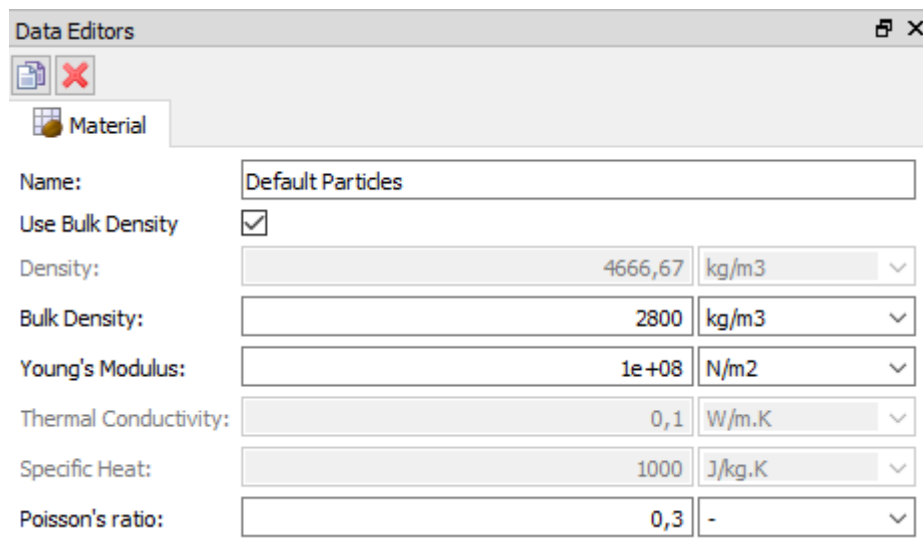 Data Editors
Material
Name: Default Particles
Use Bulk Density
Density: 4666,67 kg/m3
Bulk Density: 2800 kg/m3
Young's Modulus: 1e+08 N/m2
Thermal Conductivity: 0,1 W/m.K
Specific Heat: 1000 J/kg.K
Poisson's ratio: 0,3 -